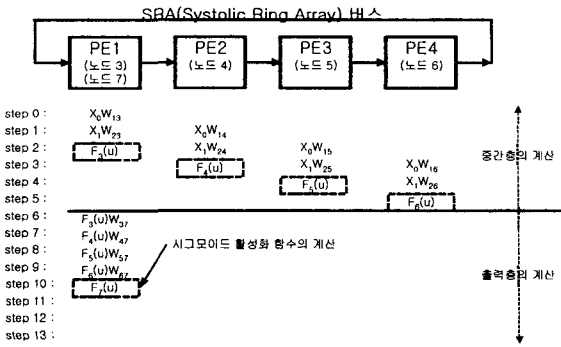 SRA(Systolic Ring Array) 버스
PE1 PE2 PE3 PE4
(노드 3) (노드 4) (노드 5) (노드 6)
(노드 7)
step 0 : X₀W₁₃
step 1 : X₁W₂₃ X₀W₁₄
step 2 : F₃(u) X₁W₂₄ X₀W₁₅
step 3 : F₄(u) X₁W₂₅ X₀W₁₆
step 4 : F₅(u) X₁W₂₆
step 5 : F₆(u)
중간층의 계산
step 6 : F₃(u)W₃₇
step 7 : F₄(u)W₄₇
step 8 : F₅(u)W₅₇
step 9 : F₆(u)W₆₇
step 10 : F₇(u)
step 11 :
step 12 :
step 13 :
시그모이드 활성화 함수의 계산
출력층의 계산